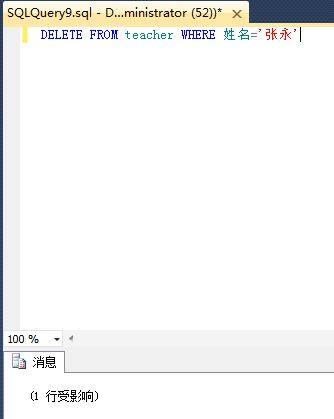 SQLQuery9.sql - D...ministrator (52))*
DELETE FROM teacher WHERE 姓名='张永'
100 %
消息
(1 行受影响)